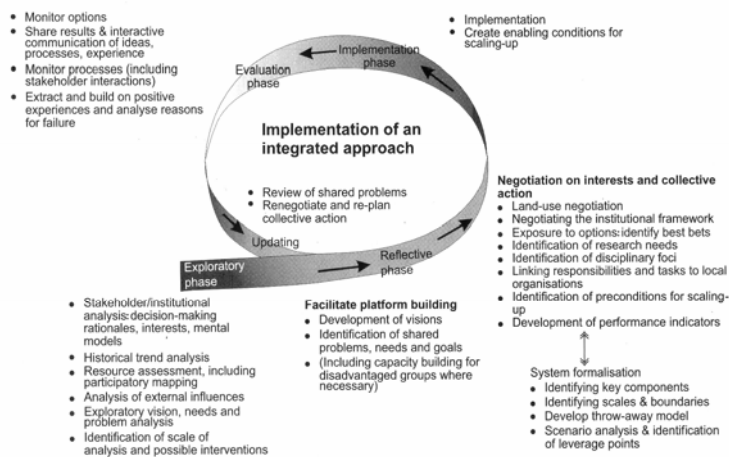 • Monitor options
• Share results & interactive
communication of ideas,
processes, experience
• Monitor processes (including
stakeholder interactions)
• Extract and build on positive
experiences and analyse reasons
for failure
• Implementation
• Create enabling conditions for
scaling-up
Implementation
phase
Evaluation
phase
Implementation of an
integrated approach
• Review of shared problems
• Renegotiate and re-plan
collective action
Updating
Exploratory
phase
Reflective
phase
Negotiation on interests and collective
action
• Land-use negotiation
• Negotiating the institutional framework
• Exposure to options: identify best bets
• Identification of research needs
• Identification of disciplinary foci
• Linking responsibilities and tasks to local
organisations
• Identification of preconditions for scaling-
up
• Development of performance indicators
• Stakeholder/institutional
analysis: decision-making
rationales, interests, mental
models
• Historical trend analysis
• Resource assessment, including
participatory mapping
• Analysis of external influences
• Exploratory vision, needs and
problem analysis
• Identification of scale of
analysis and possible interventions
Facilitate platform building
• Development of visions
• Identification of shared
problems, needs and goals
• (Including capacity building for
disadvantaged groups where
necessary)
System formalisation
• Identifying key components
• Identifying scales & boundaries
• Develop throw-away model
• Scenario analysis & identification
of leverage points